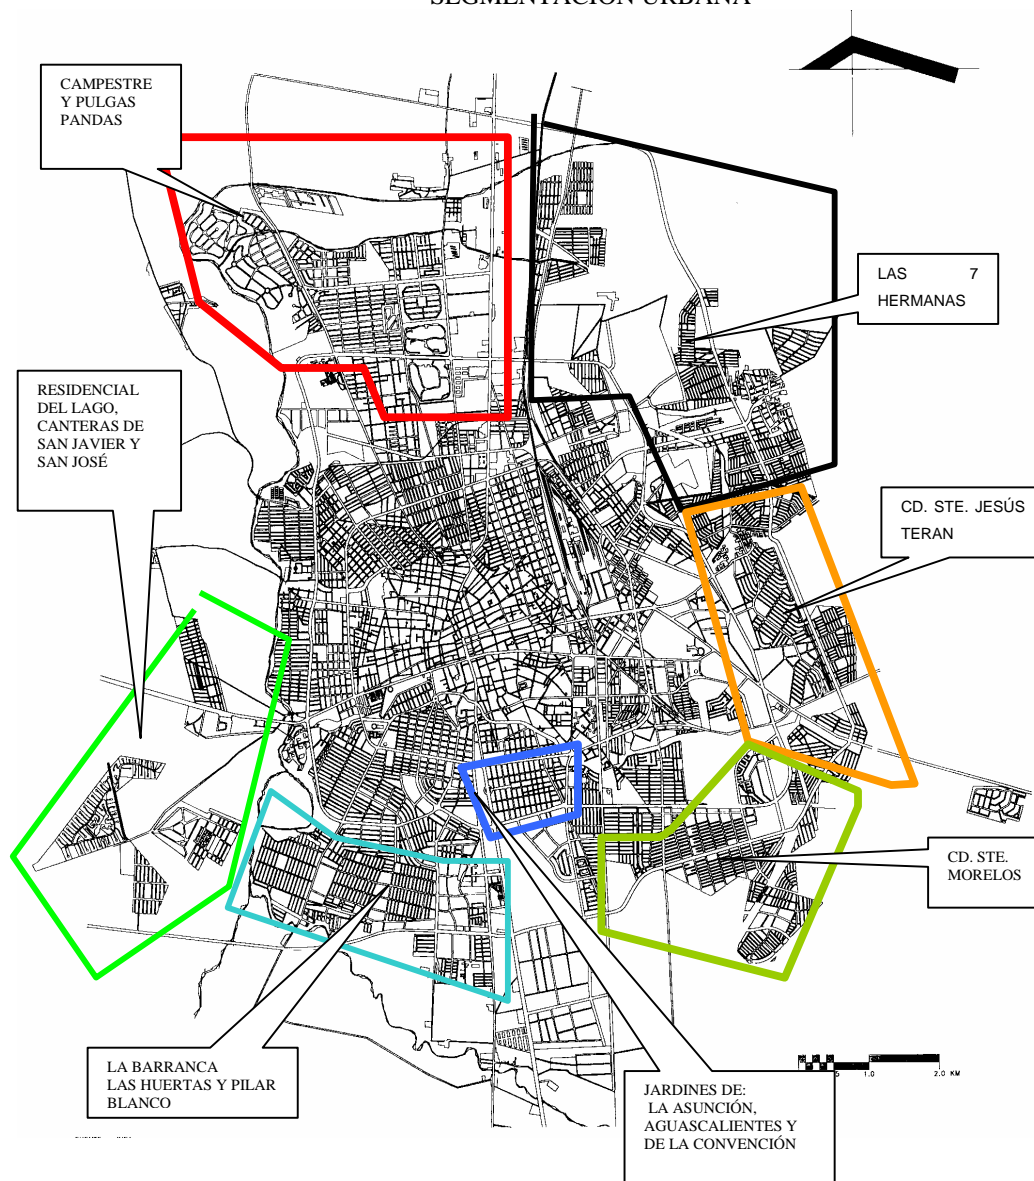 SEGMENTACIÓN URBANA
CAMPESTRE
Y PULGAS
PANDAS
LAS 7
HERMANAS
RESIDENCIAL
DEL LAGO,
CANTERAS DE
SAN JAVIER Y
SAN JOSÉ
CD. STE. JESÚS
TERAN
CD. STE.
MORELOS
LA BARRANCA
LAS HUERTAS Y PILAR
BLANCO
JARDINES DE:
LA ASUNCIÓN,
AGUASCALIENTES Y
DE LA CONVENCIÓN
5 1.0 2.0 KM